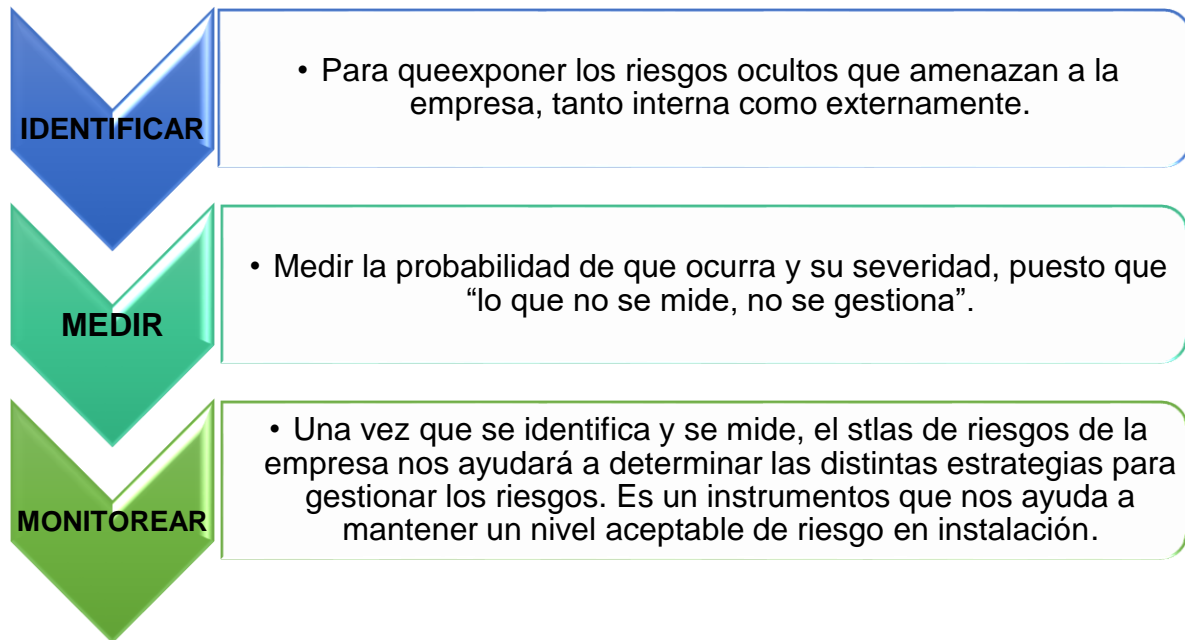 IDENTIFICAR
• Para queexponer los riesgos ocultos que amenazan a la
empresa, tanto interna como externamente.
MEDIR
• Medir la probabilidad de que ocurra y su severidad, puesto que
“lo que no se mide, no se gestiona”.
MONITOREAR
• Una vez que se identifica y se mide, el stlas de riesgos de la
empresa nos ayudará a determinar las distintas estrategias para
gestionar los riesgos. Es un instrumentos que nos ayuda a
mantener un nivel aceptable de riesgo en instalación.